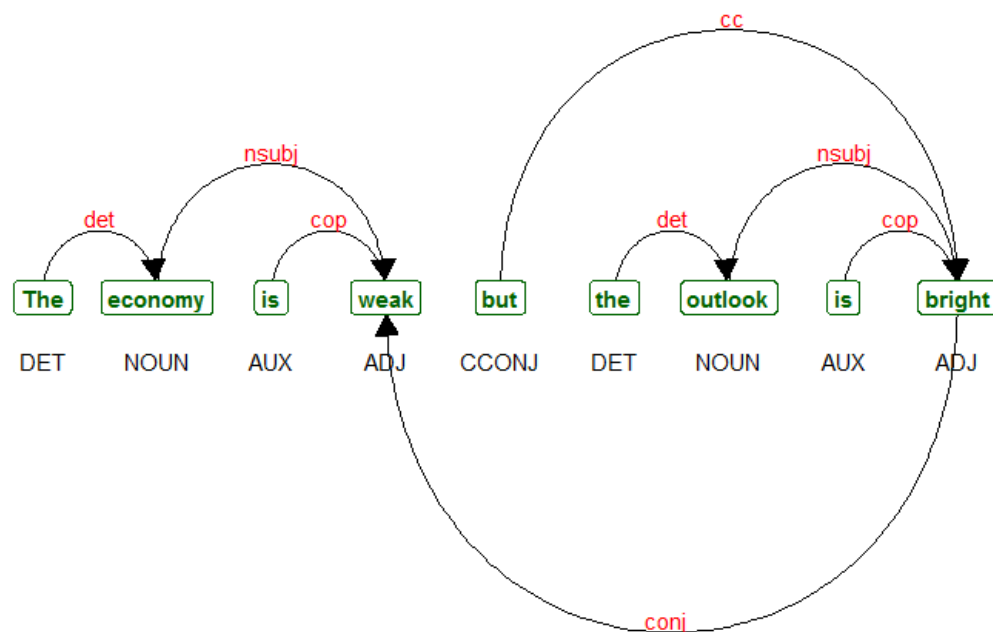 cc
nsubj nsubj
det cop det cop
The economy is weak but the outlook is bright
DET NOUN AUX ADJ CCONJ DET NOUN AUX ADJ
conj